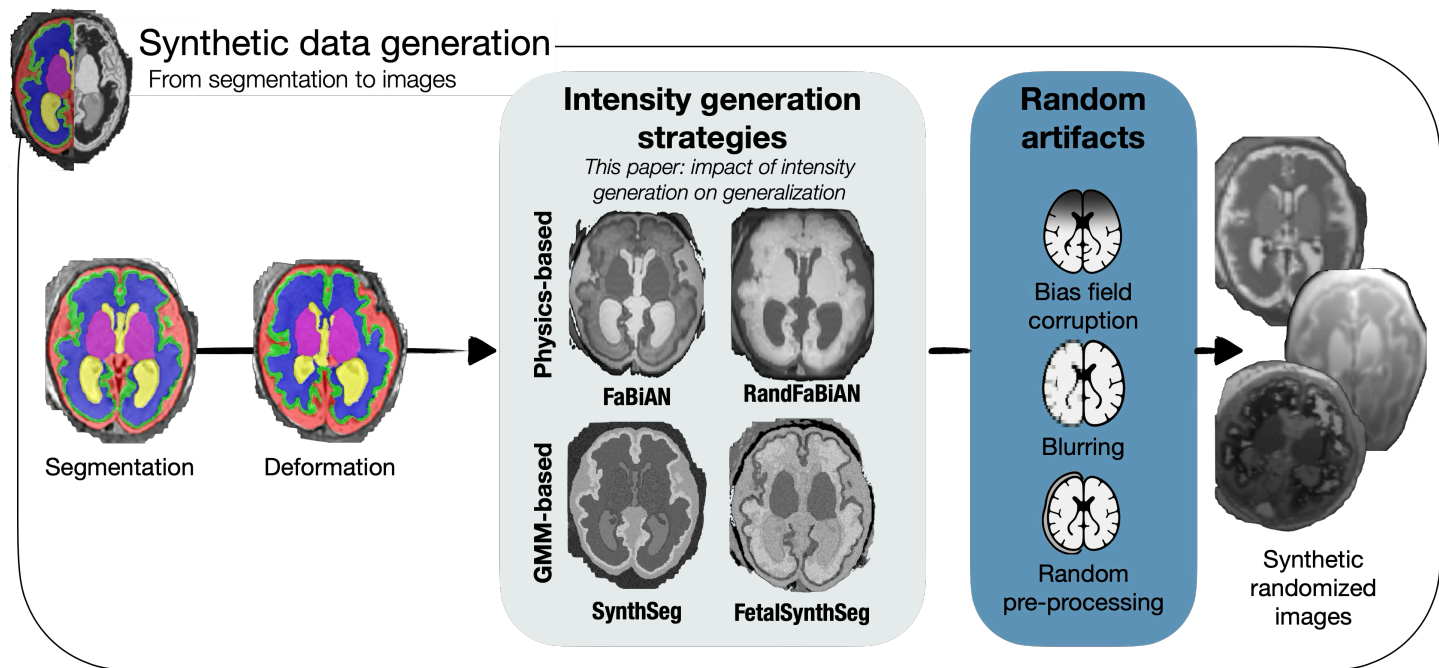 Synthetic data generation
From segmentation to images
Segmentation
Deformation
Intensity generation
strategies
This paper: impact of intensity
generation on generalization
Physics-based
FaBiAN
RandFaBiAN
GMM-based
SynthSeg
FetalSynthSeg
Random
artifacts
Bias field
corruption
Blurring
Random
pre-processing
Synthetic
randomized
images